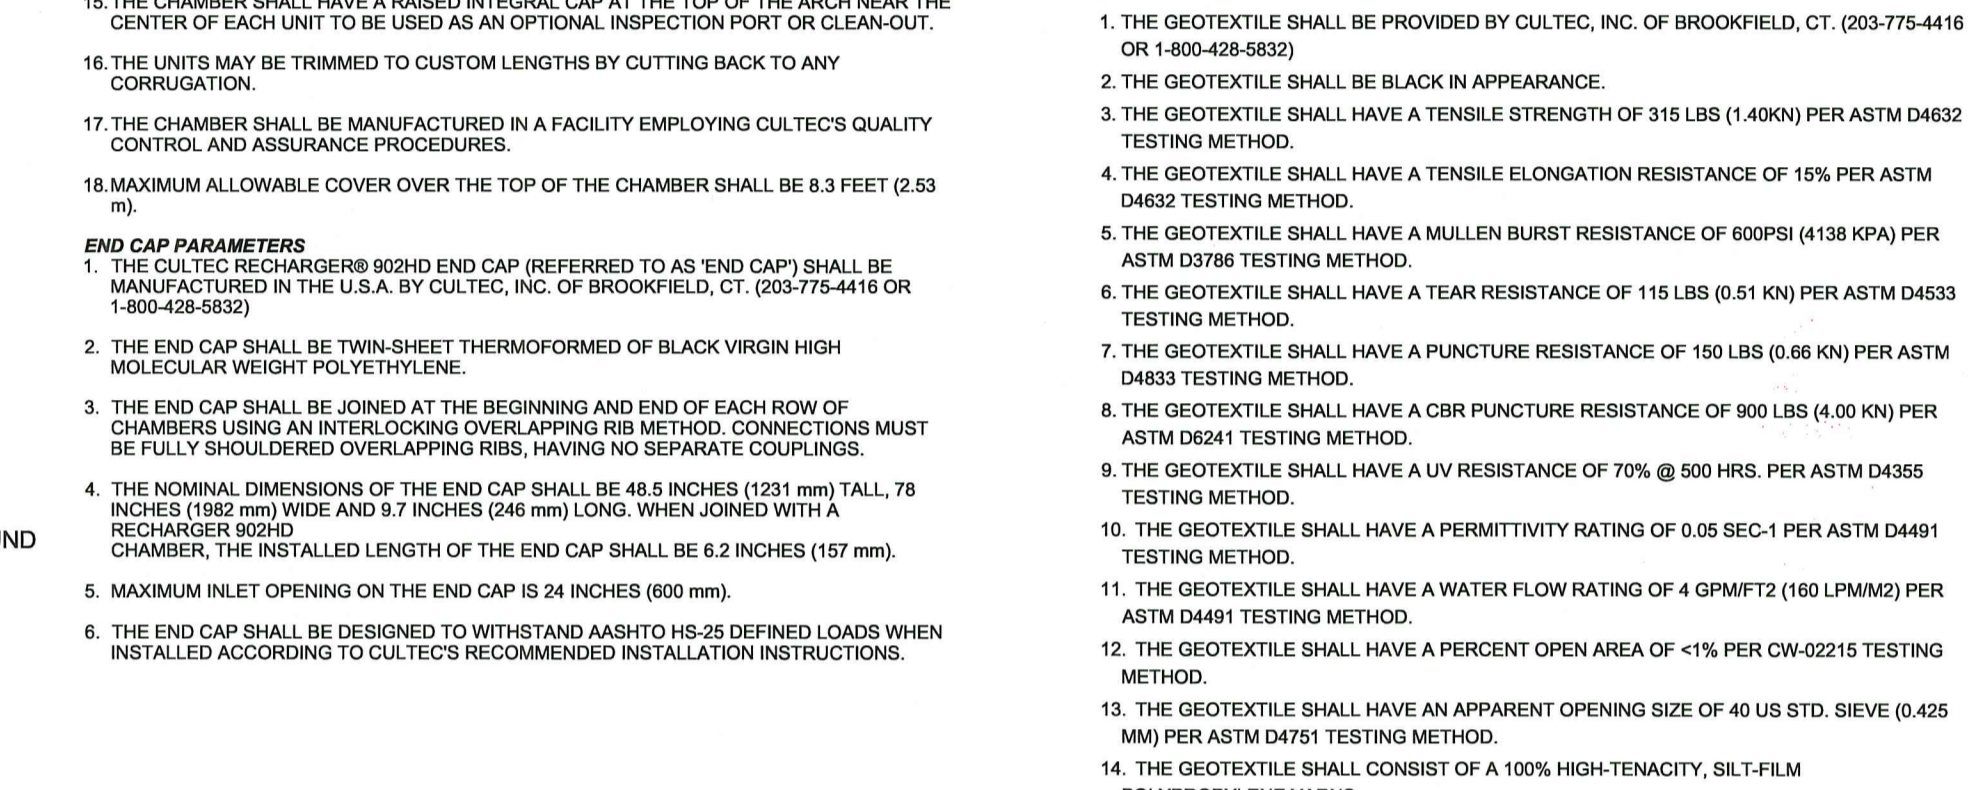 15. THE CHAMBER SHALL HAVE A RAISED INTEGRAL CAP AT THE TOP OF THE ARCH NEAR THE
CENTER OF EACH UNIT TO BE USED AS AN OPTIONAL INSPECTION PORT OR CLEAN-OUT.
16. THE UNITS MAY BE TRIMMED TO CUSTOM LENGTHS BY CUTTING BACK TO ANY
CORRUGATION.
17. THE CHAMBER SHALL BE MANUFACTURED IN A FACILITY EMPLOYING CULTEC'S QUALITY
CONTROL AND ASSURANCE PROCEDURES.
18. MAXIMUM ALLOWABLE COVER OVER THE TOP OF THE CHAMBER SHALL BE 8.3 FEET (2.53
m).
END CAP PARAMETERS
1. THE CULTEC RECHARGER® 902HD END CAP (REFERRED TO AS 'END CAP') SHALL BE
MANUFACTURED IN THE U.S.A. BY CULTEC, INC. OF BROOKFIELD, CT. (203-775-4416 OR
1-800-428-5832)
2. THE END CAP SHALL BE TWIN-SHEET THERMOFORMED OF BLACK VIRGIN HIGH
MOLECULAR WEIGHT POLYETHYLENE.
3. THE END CAP SHALL BE JOINED AT THE BEGINNING AND END OF EACH ROW OF
CHAMBERS USING AN INTERLOCKING OVERLAPPING RIB METHOD. CONNECTIONS MUST
BE FULLY SHOULDERED OVERLAPPING RIBS, HAVING NO SEPARATE COUPLINGS.
4. THE NOMINAL DIMENSIONS OF THE END CAP SHALL BE 48.5 INCHES (1231 mm) TALL, 78
INCHES (1982 mm) WIDE AND 9.7 INCHES (246 mm) LONG. WHEN JOINED WITH A
RECHARGER 902HD
CHAMBER, THE INSTALLED LENGTH OF THE END CAP SHALL BE 6.2 INCHES (157 mm).
5. MAXIMUM INLET OPENING ON THE END CAP IS 24 INCHES (600 mm).
6. THE END CAP SHALL BE DESIGNED TO WITHSTAND AASHTO HS-25 DEFINED LOADS WHEN
INSTALLED ACCORDING TO CULTEC'S RECOMMENDED INSTALLATION INSTRUCTIONS.
1. THE GEOTEXTILE SHALL BE PROVIDED BY CULTEC, INC. OF BROOKFIELD, CT. (203-775-4416
OR 1-800-428-5832)
2. THE GEOTEXTILE SHALL BE BLACK IN APPEARANCE.
3. THE GEOTEXTILE SHALL HAVE A TENSILE STRENGTH OF 315 LBS (1.40KN) PER ASTM D4632
TESTING METHOD.
4. THE GEOTEXTILE SHALL HAVE A TENSILE ELONGATION RESISTANCE OF 15% PER ASTM
D4632 TESTING METHOD.
5. THE GEOTEXTILE SHALL HAVE A MULLEN BURST RESISTANCE OF 600PSI (4138 KPA) PER
ASTM D3786 TESTING METHOD.
6. THE GEOTEXTILE SHALL HAVE A TEAR RESISTANCE OF 115 LBS (0.51 KN) PER ASTM D4533
TESTING METHOD.
7. THE GEOTEXTILE SHALL HAVE A PUNCTURE RESISTANCE OF 150 LBS (0.66 KN) PER ASTM
D4833 TESTING METHOD.
8. THE GEOTEXTILE SHALL HAVE A CBR PUNCTURE RESISTANCE OF 900 LBS (4.00 KN) PER
ASTM D6241 TESTING METHOD.
9. THE GEOTEXTILE SHALL HAVE A UV RESISTANCE OF 70% @ 500 HRS. PER ASTM D4355
TESTING METHOD.
10. THE GEOTEXTILE SHALL HAVE A PERMITTIVITY RATING OF 0.05 SEC-1 PER ASTM D4491
TESTING METHOD.
11. THE GEOTEXTILE SHALL HAVE A WATER FLOW RATING OF 4 GPM/FT2 (160 LPM/M2) PER
ASTM D4491 TESTING METHOD.
12. THE GEOTEXTILE SHALL HAVE A PERCENT OPEN AREA OF <1% PER CW-02215 TESTING
METHOD.
13. THE GEOTEXTILE SHALL HAVE AN APPARENT OPENING SIZE OF 40 US STD. SIEVE (0.425
MM) PER ASTM D4751 TESTING METHOD.
14. THE GEOTEXTILE SHALL CONSIST OF A 100% HIGH-TENACITY, SILT-FILM